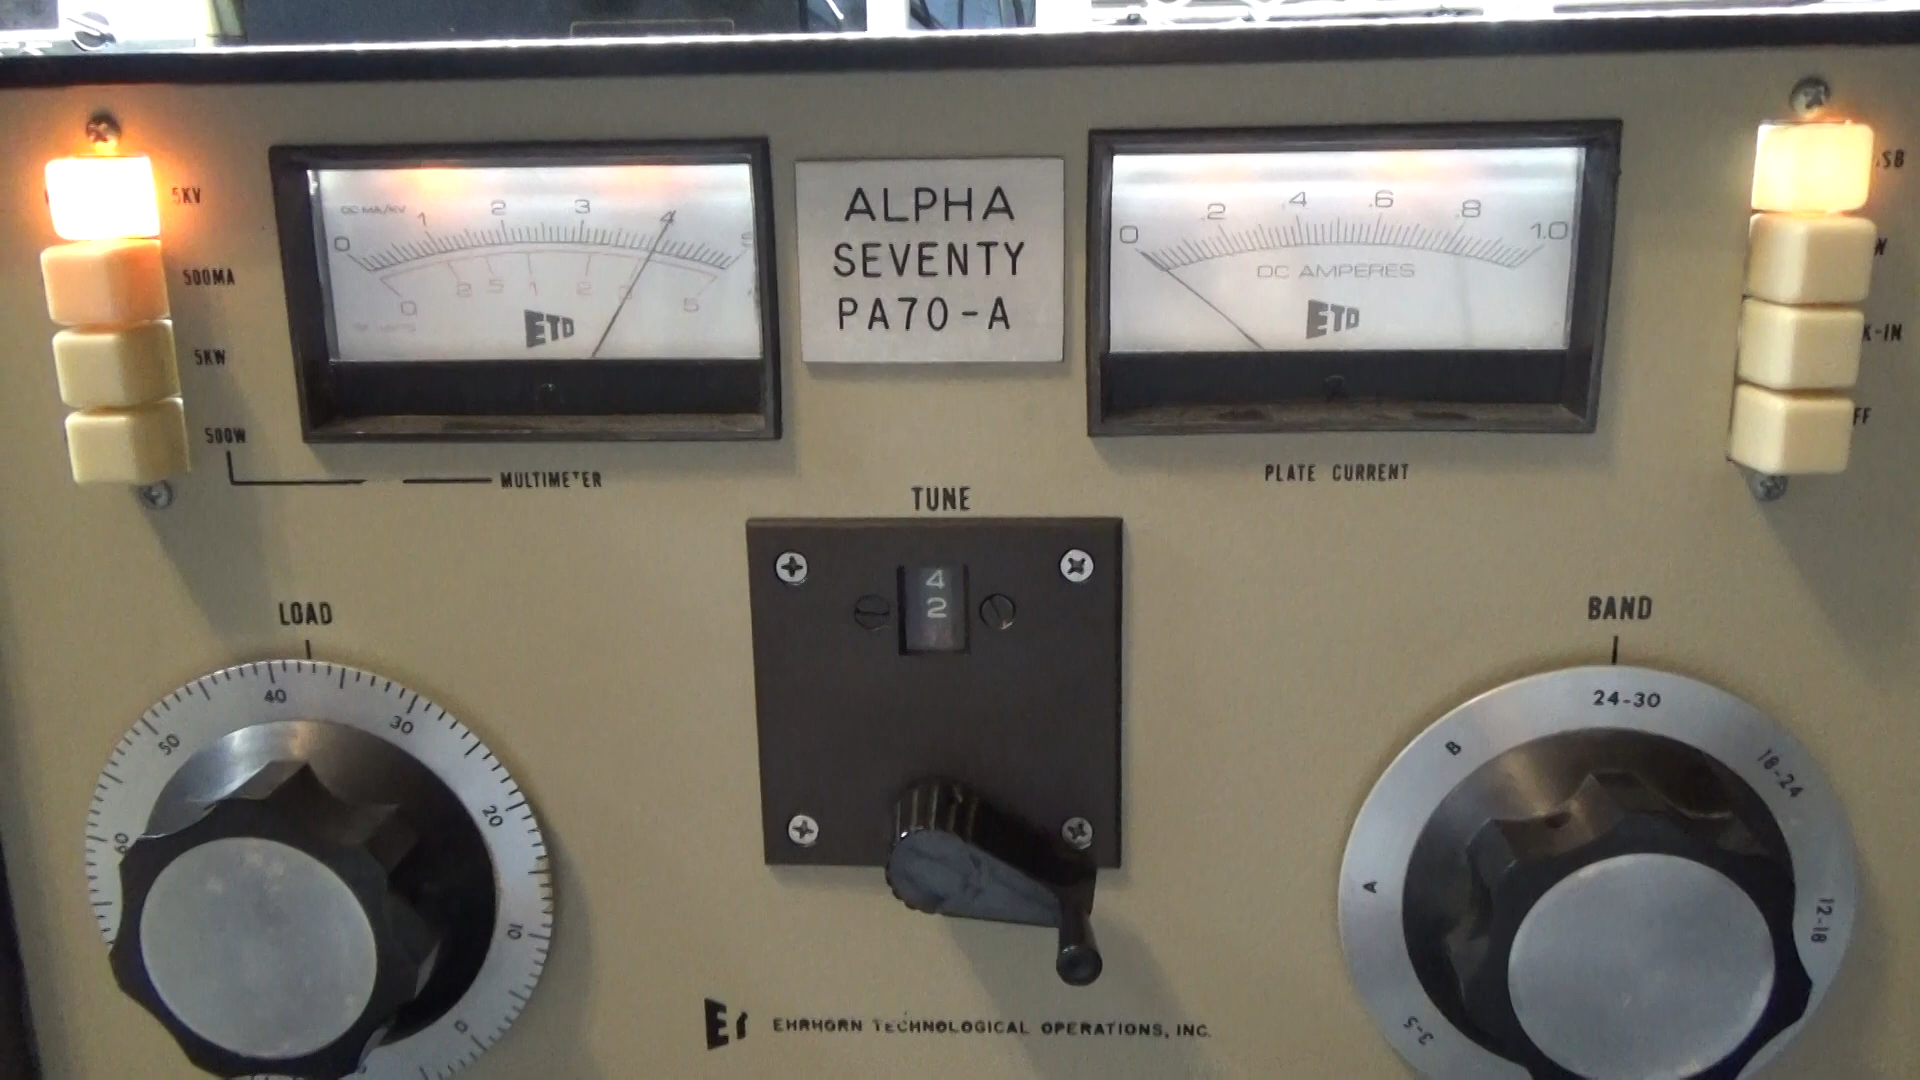 5KV
500MA
5KW
500W
MULTIMETER
DC MA/KV
0 1 2 3 4 5
0 .2 .5 1 2 3 5
ETO
ALPHA
SEVENTY
PA70-A
0 .2 .4 .6 .8 1.0
DC AMPERES
ETO
PLATE CURRENT
SB
N
K-IN
FF
TUNE
4
2
LOAD
0 10 20 30 40 50 60
BAND
A B 24-30 18-24 12-18
EHRHORN TECHNOLOGICAL OPERATIONS, INC.